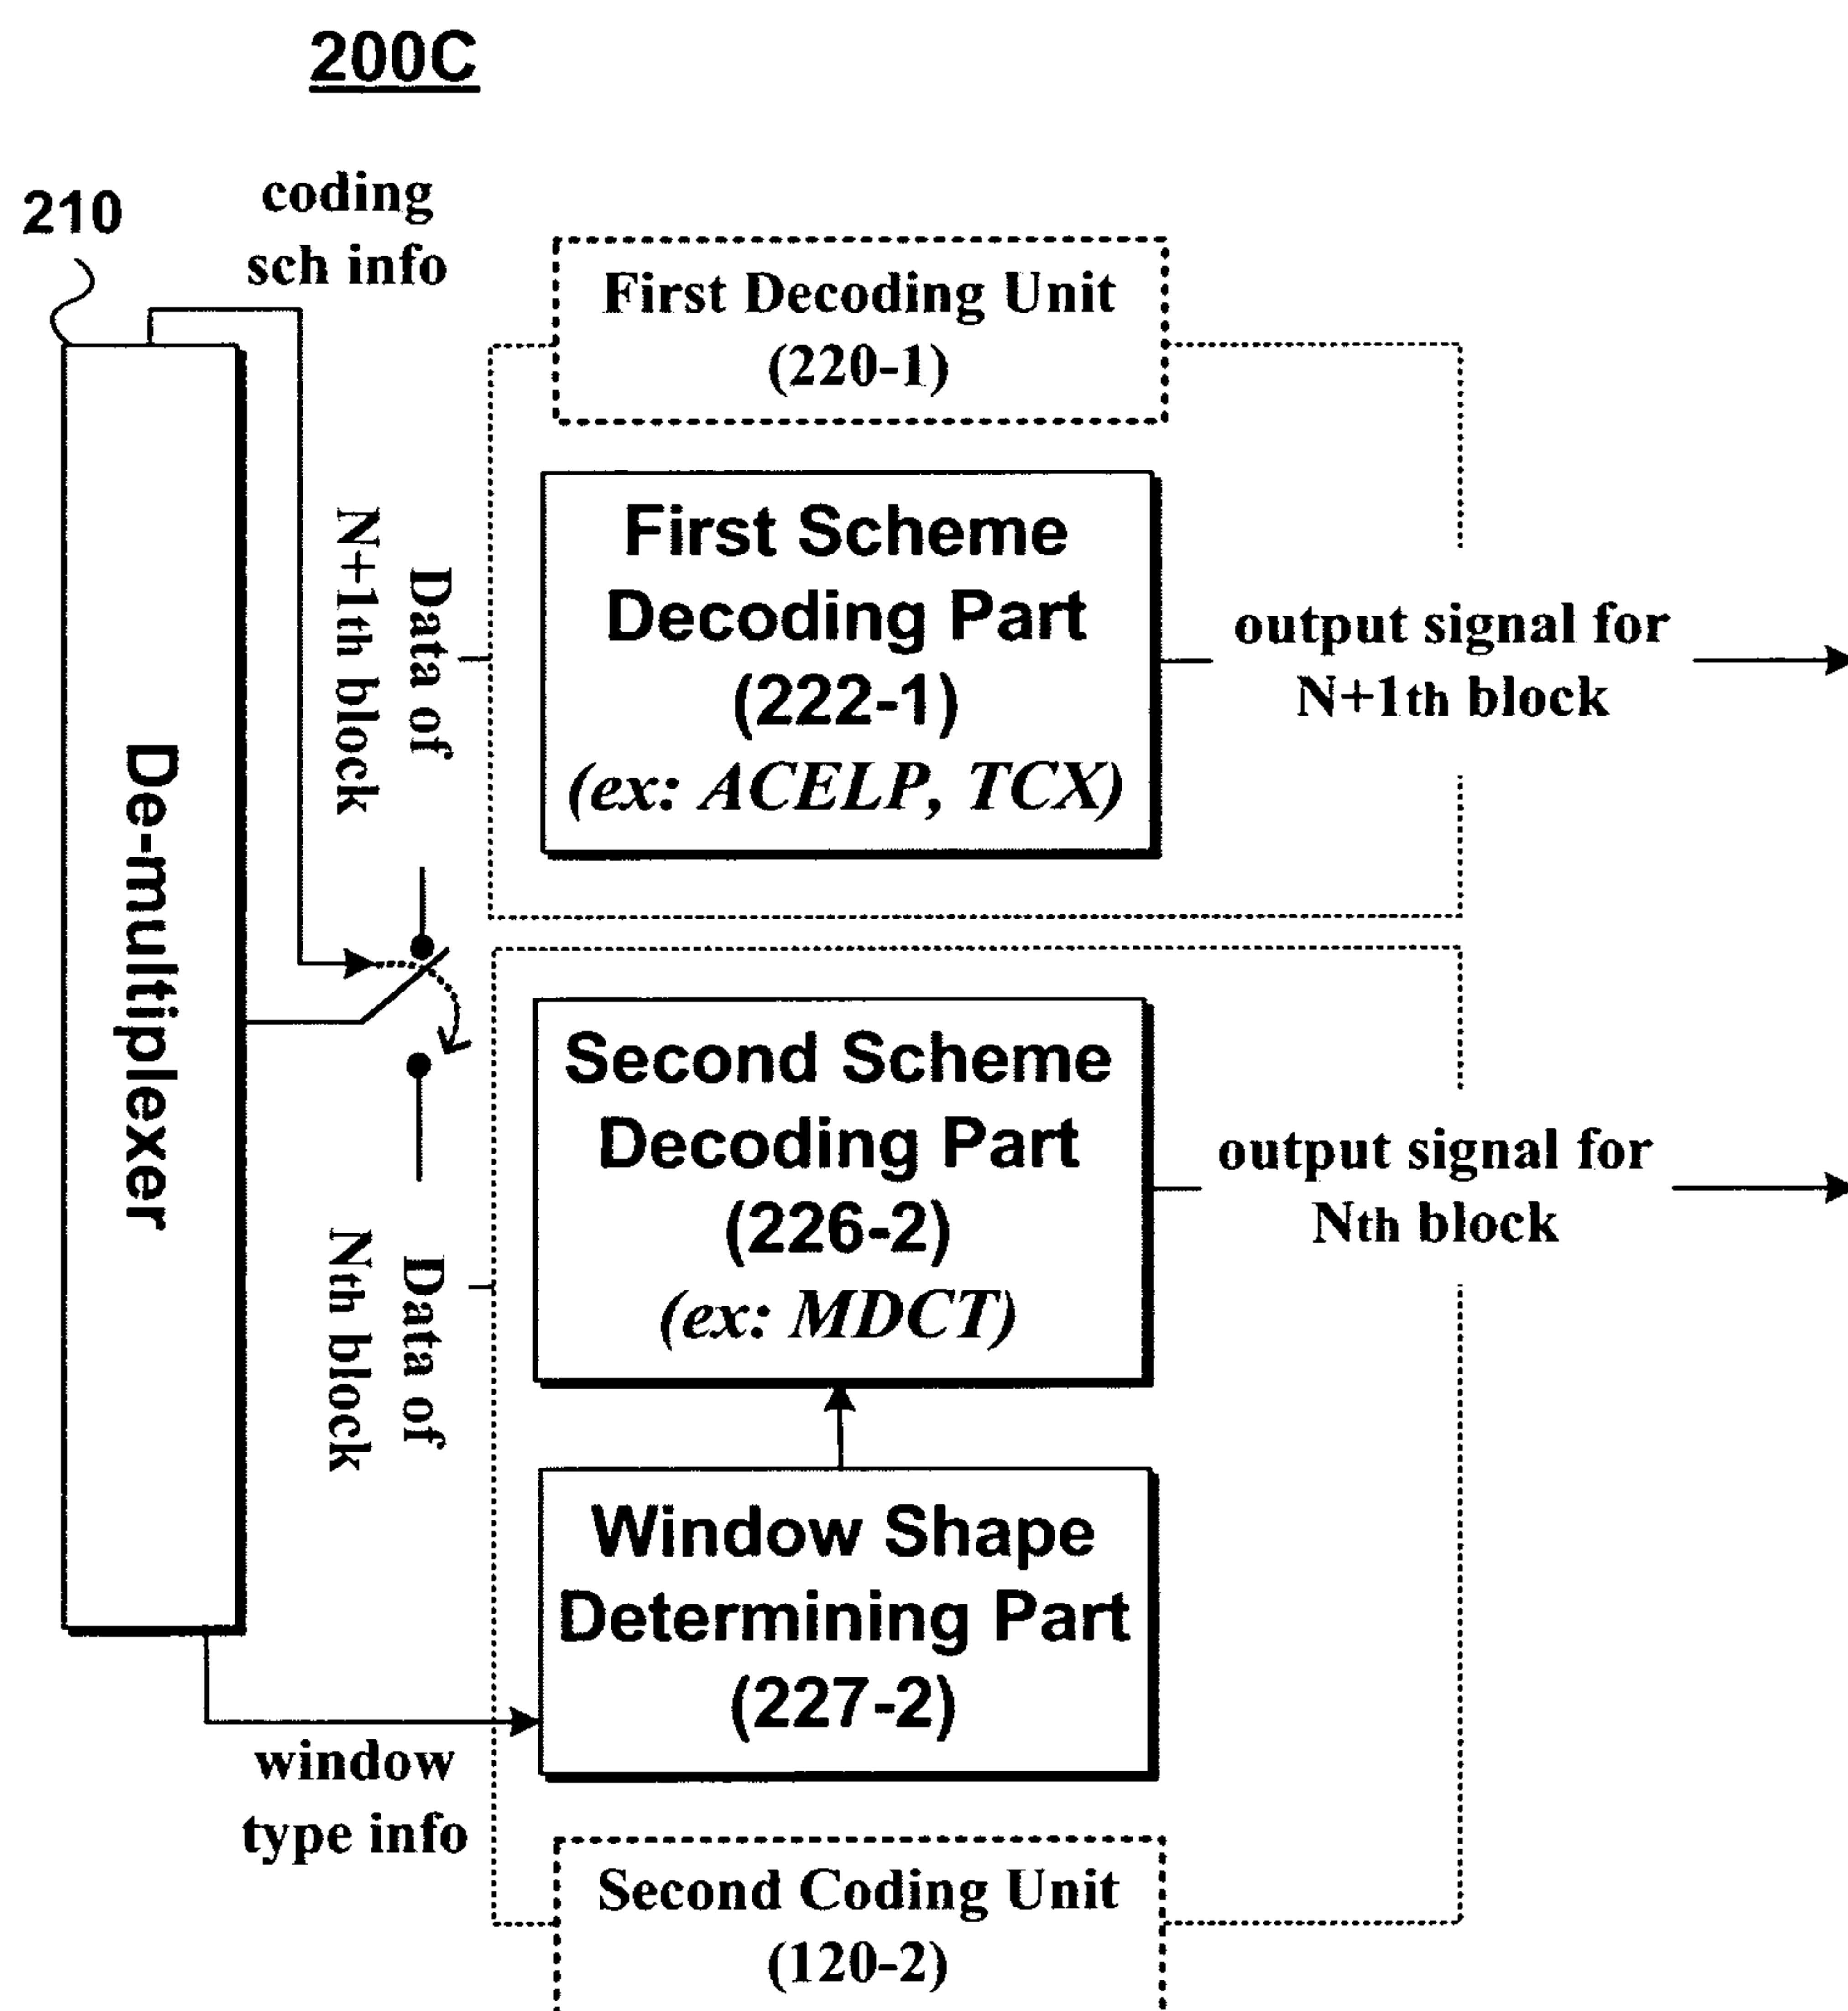 200C
210
coding
sch info
First Decoding Unit
(220-1)
First Scheme
Decoding Part
(222-1)
(ex: ACELP, TCX)
Data of
N+1th block
output signal for
N+1th block
De-multiplexer
Second Scheme
Decoding Part
(226-2)
(ex: MDCT)
Data of
Nth block
output signal for
Nth block
Window Shape
Determining Part
(227-2)
window
type info
Second Coding Unit
(120-2)